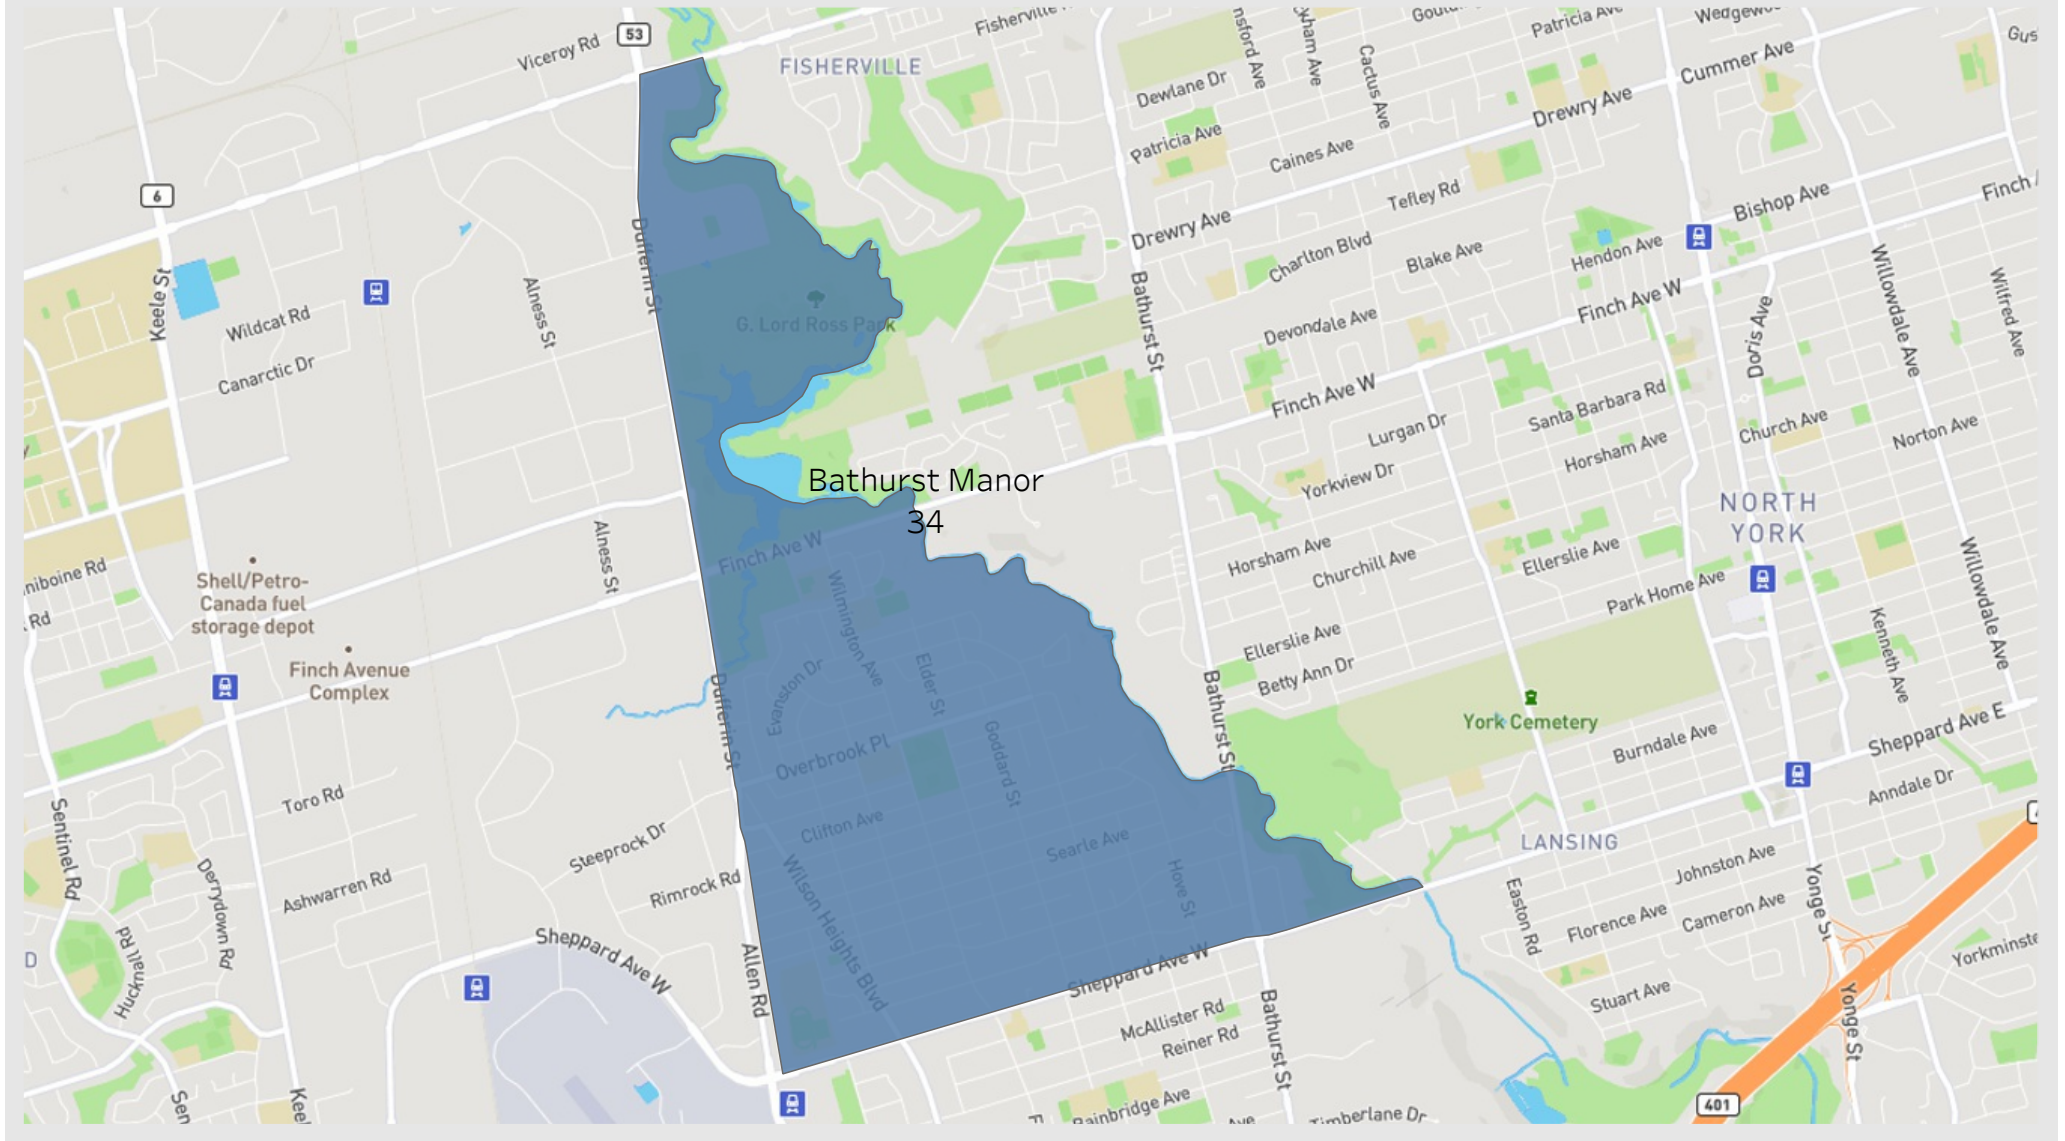 53
Viceroy Rd
FISHERVILLE
Dewlane Dr
Cactus Ave
Patricia Ave
Cummer Ave
Drewry Ave
Patricia Ave
Caines Ave
6
Tefley Rd
Bishop Ave
Drewry Ave
Keele St
Dufferin St
Alness St
Wildcat Rd
Canarctic Dr
G. Lord Ross Park
Bathurst St
Charlton Blvd
Blake Ave
Hendon Ave
Devondale Ave
Finch Ave W
Doris Ave
Willowdale Ave
Wilfred Ave
Finch Ave W
Santa Barbara Rd
Lurgan Dr
Horsham Ave
Church Ave
Norton Ave
Yorkview Dr
Bathurst Manor
34
NORTH
YORK
Finch Ave W
Alness St
Horsham Ave
Churchill Ave
Ellerslie Ave
Park Home Ave
Willowdale Ave
Kenneth Ave
Shell/Petro-
Canada fuel
storage depot
Finch Avenue
Complex
Wilmington Ave
Elder St
Evanston Dr
Overbrook Pl
Goddard St
Dufferin St
Ellerslie Ave
Betty Ann Dr
Bathurst St
York Cemetery
Burndale Ave
Sheppard Ave E
Anndale Dr
Toro Rd
Steeprock Dr
Rimrock Rd
Ashwarren Rd
Sentinel Rd
Derrydown Rd
Hucknall Rd
Clifton Ave
Searle Ave
Hove St
Wilson Heights Blvd
Allen Rd
Sheppard Ave W
Sheppard Ave W
LANSING
Johnston Ave
Easton Rd
Florence Ave
Cameron Ave
Yonge St
Stuart Ave
McAllister Rd
Reiner Rd
Bathurst St
Yonge St
401
Timberlane Dr